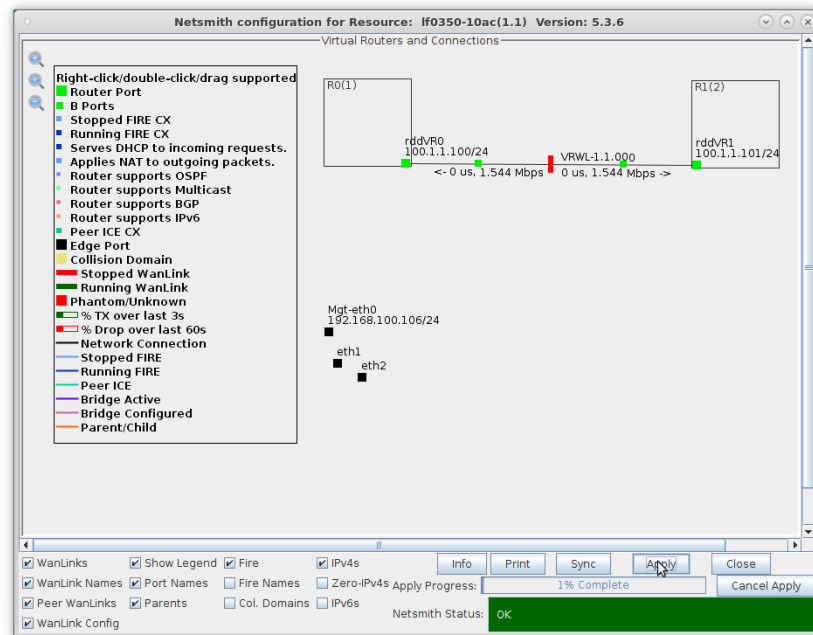 Netsmith configuration for Resource: lf0350-10ac(1.1) Version: 5.3.6
Virtual Routers and Connections
Right-click/double-click/drag supported
Router Port
B Ports
Stopped FIRE CX
Running FIRE CX
Serves DHCP to incoming requests.
Applies NAT to outgoing packets.
Router supports OSPF
Router supports Multicast
Router supports BGP
Router supports IPv6
Peer ICE CX
Edge Port
Collision Domain
Stopped WanLink
Running WanLink
Phantom/Unknown
% TX over last 3s
% Drop over last 60s
Network Connection
Stopped FIRE
Running FIRE
Peer ICE
Bridge Active
Bridge Configured
Parent/Child
R0(1)
R1(2)
rddVR0
100.1.1.100/24
VRWL-1.1.000
rddVR1
100.1.1.101/24
<- 0 us, 1.544 Mbps
0 us, 1.544 Mbps ->
Mgt-eth0
192.168.100.106/24
eth1
eth2
WanLinks Show Legend Fire IPv4s Info Print Sync Apply Close
WanLink Names Port Names Fire Names Zero-IPv4s Apply Progress: 1% Complete Cancel Apply
Peer WanLinks Parents Col. Domains IPv6s
WanLink Config Netsmith Status: OK